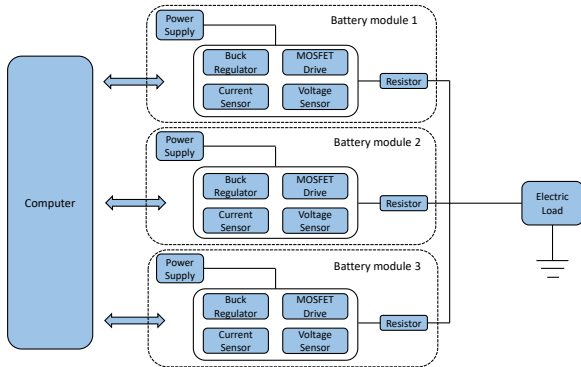 Computer
Battery module 1
Power
Supply
Buck
Regulator
MOSFET
Drive
Current
Sensor
Voltage
Sensor
Resistor
Battery module 2
Power
Supply
Buck
Regulator
MOSFET
Drive
Current
Sensor
Voltage
Sensor
Resistor
Battery module 3
Power
Supply
Buck
Regulator
MOSFET
Drive
Current
Sensor
Voltage
Sensor
Resistor
Electric
Load